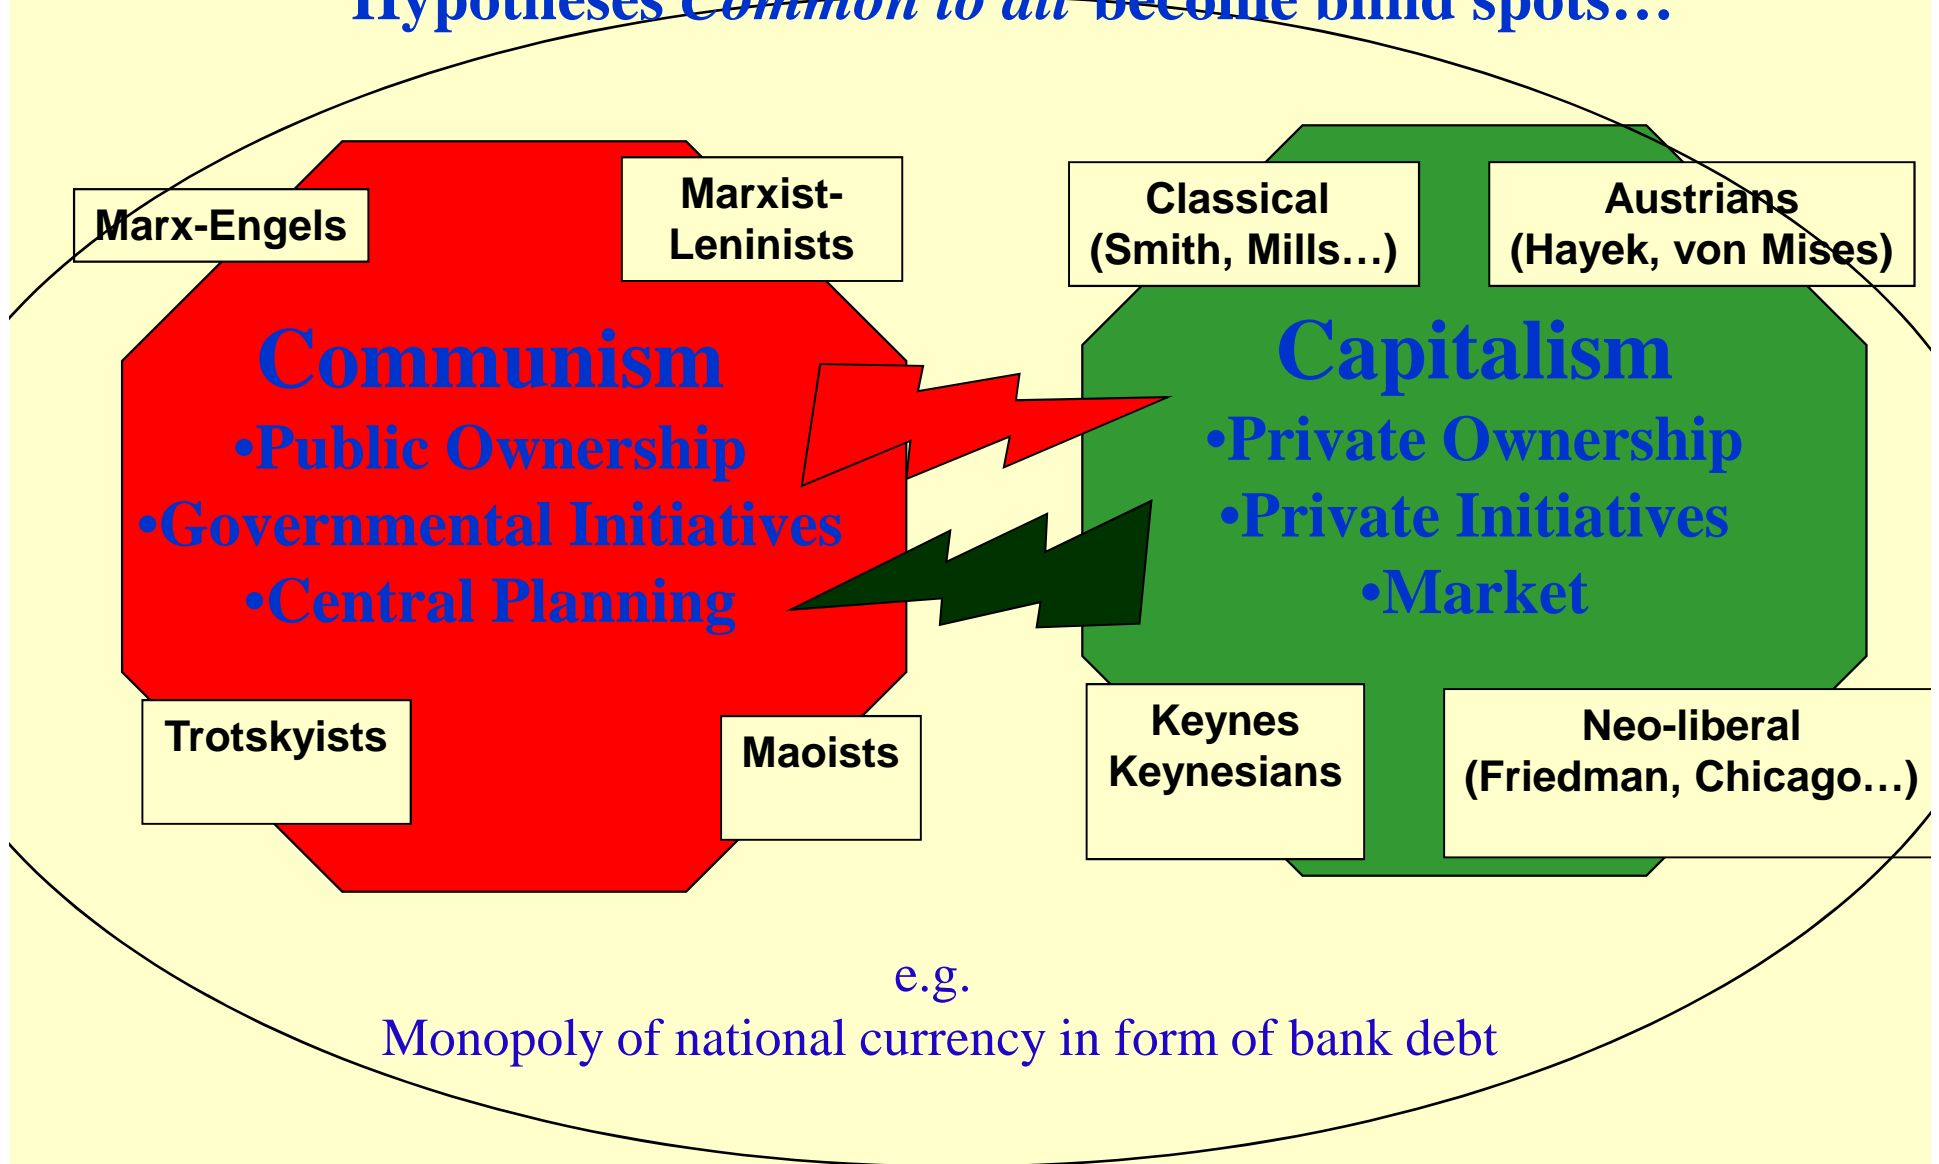 Hypotheses Common to all become blind spots…
Marx-Engels
Marxist-
Leninists
Communism
•Public Ownership
•Governmental Initiatives
•Central Planning
Trotskyists
Maoists
Classical
(Smith, Mills…)
Austrians
(Hayek, von Mises)
Capitalism
•Private Ownership
•Private Initiatives
•Market
Keynes
Keynesians
Neo-liberal
(Friedman, Chicago…)
e.g.
Monopoly of national currency in form of bank debt